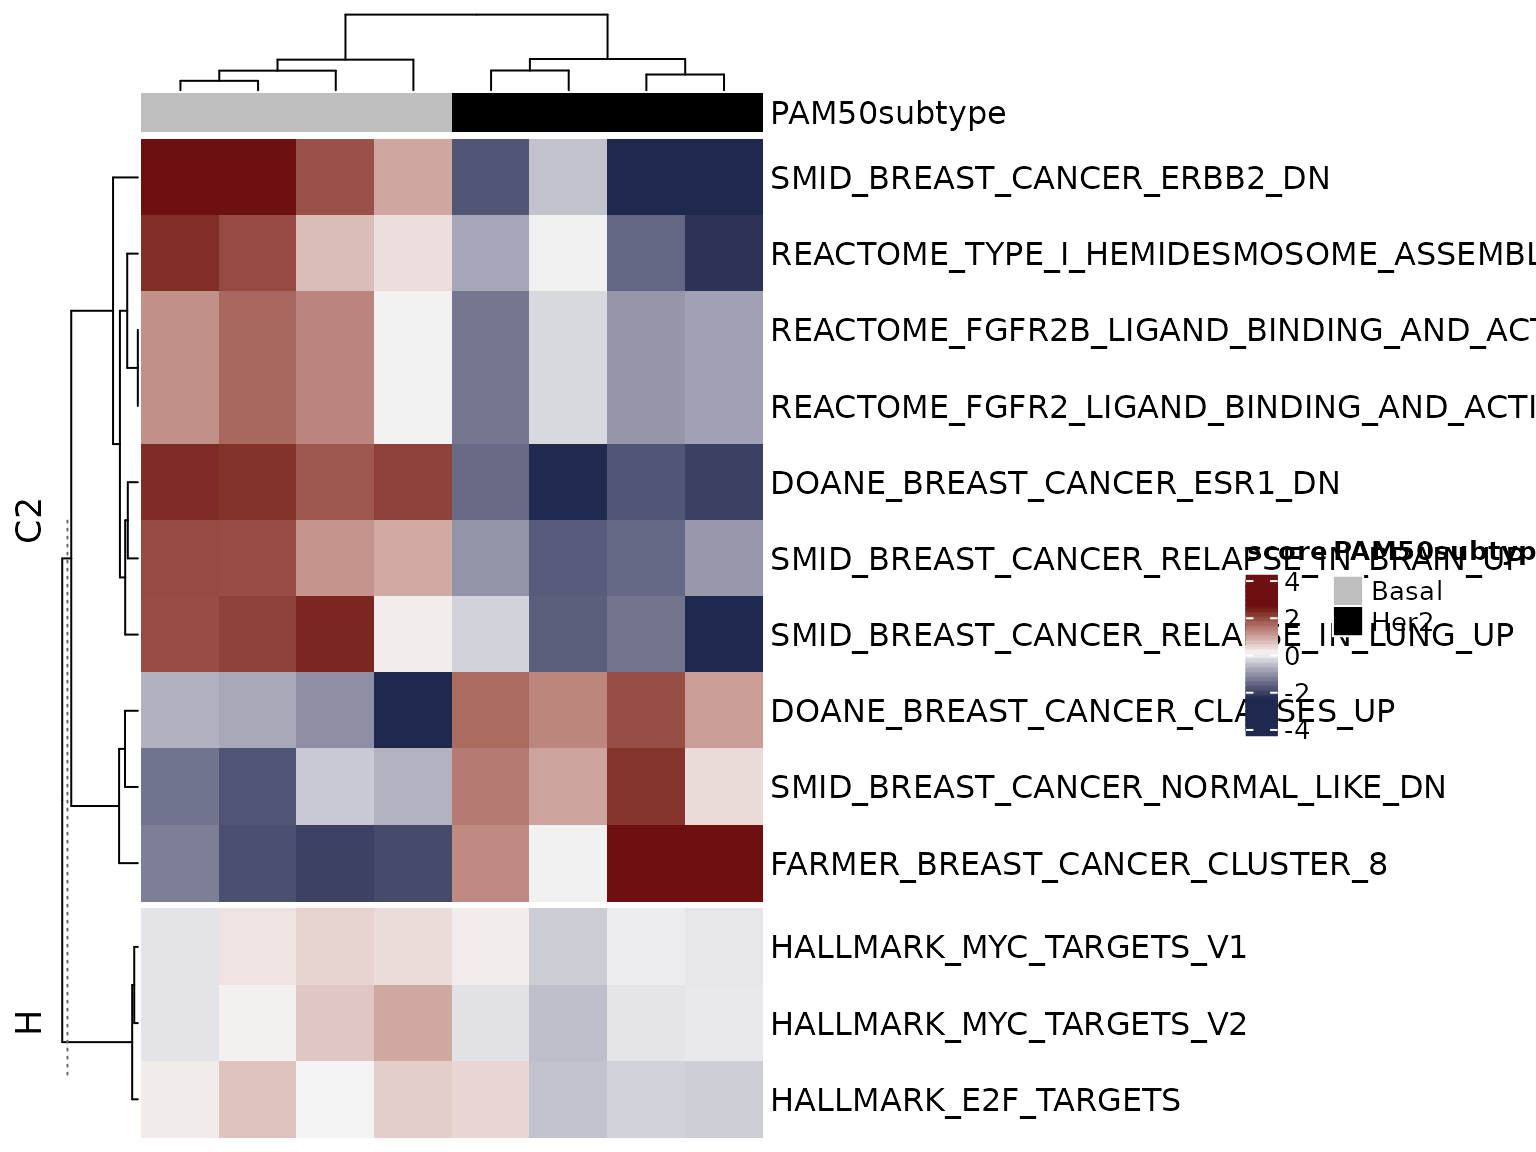 PAM50subtype
SMID_BREAST_CANCER_ERBB2_DN
REACTOME_TYPE_I_HEMIDESMOSOME_ASSEMBL
REACTOME_FGFR2B_LIGAND_BINDING_AND_ACT
REACTOME_FGFR2_LIGAND_BINDING_AND_ACTI
DOANE_BREAST_CANCER_ESR1_DN
SMID_BREAST_CANCER_RELAPSE_IN_BRAIN_UP
SMID_BREAST_CANCER_RELAPSE_IN_LUNG_UP
DOANE_BREAST_CANCER_CLASSES_UP
SMID_BREAST_CANCER_NORMAL_LIKE_DN
FARMER_BREAST_CANCER_CLUSTER_8
HALLMARK_MYC_TARGETS_V1
HALLMARK_MYC_TARGETS_V2
HALLMARK_E2F_TARGETS
C2
H
score
4
2
0
-2
-4
PAM50subtyp
Basal
Her2